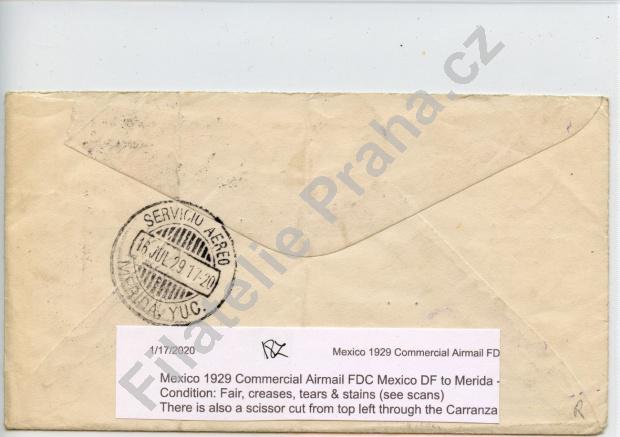 SERVICIO AEREO
16 JUL 29 17-20
MERIDA, YUC.
1/17/2020
Mexico 1929 Commercial Airmail FD
Mexico 1929 Commercial Airmail FDC Mexico DF to Merida -
Condition: Fair, creases, tears & stains (see scans)
There is also a scissor cut from top left through the Carranza
R
Filatelie Praha.cz